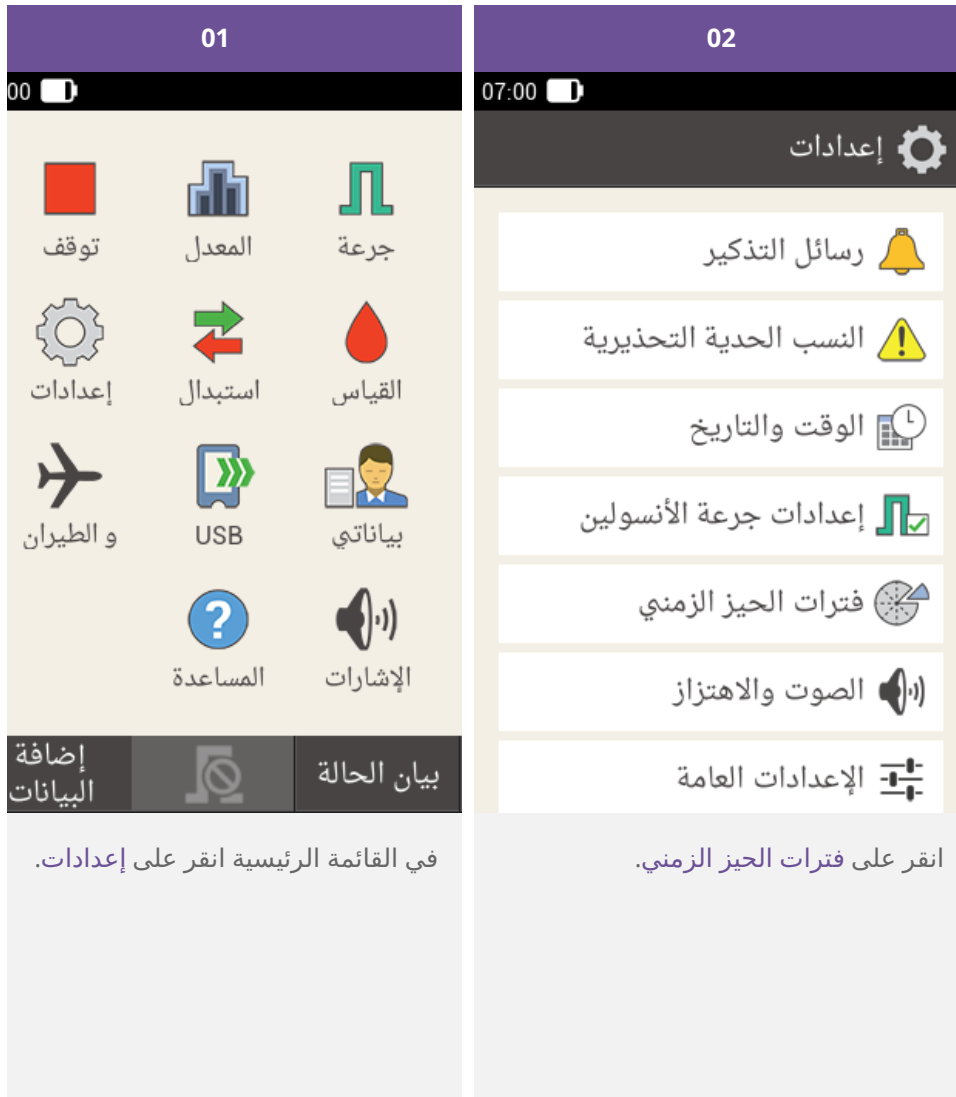 01
00
جرعة
المعدل
توقف
القياس
استبدال
إعدادات
بياناتي
USB
و الطيران
الإشارات
المساعدة
بيان الحالة
إضافة
البيانات
في القائمة الرئيسية انقر على إعدادات.
02
07:00
إعدادات
رسائل التذكير
النسب الحدية التحذيرية
الوقت والتاريخ
إعدادات جرعة الأنسولين
فترات الحيز الزمني
الصوت والاهتزاز
الإعدادات العامة
انقر على فترات الحيز الزمني.